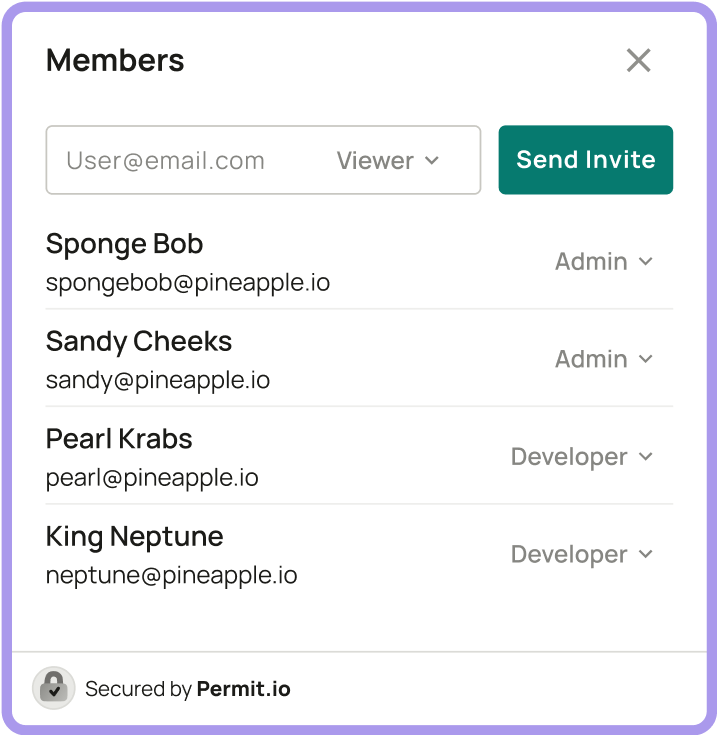 Members
User@email.com Viewer Send Invite
Sponge Bob
spongebob@pineapple.io
Admin
Sandy Cheeks
sandy@pineapple.io
Admin
Pearl Krabs
pearl@pineapple.io
Developer
King Neptune
neptune@pineapple.io
Developer
Secured by Permit.io